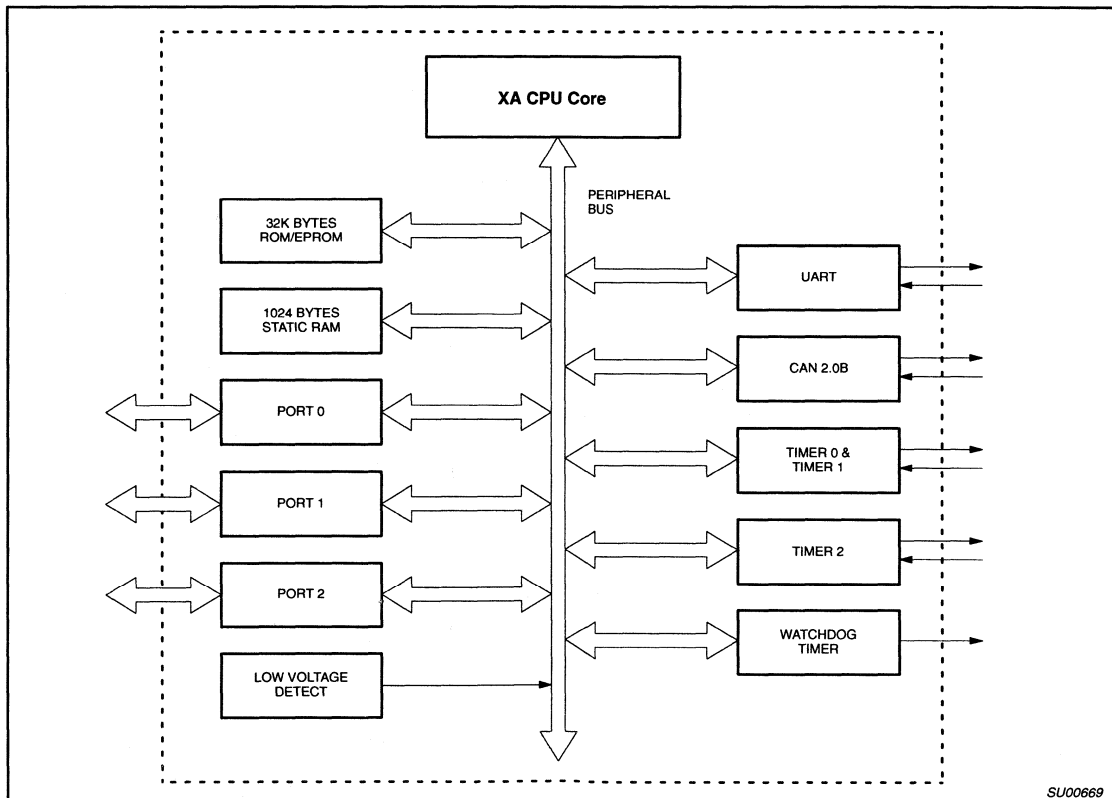 XA CPU Core
PERIPHERAL
BUS
32K BYTES
ROM/EPROM
1024 BYTES
STATIC RAM
PORT 0
PORT 1
PORT 2
LOW VOLTAGE
DETECT
UART
CAN 2.0B
TIMER 0 &
TIMER 1
TIMER 2
WATCHDOG
TIMER
SU00669